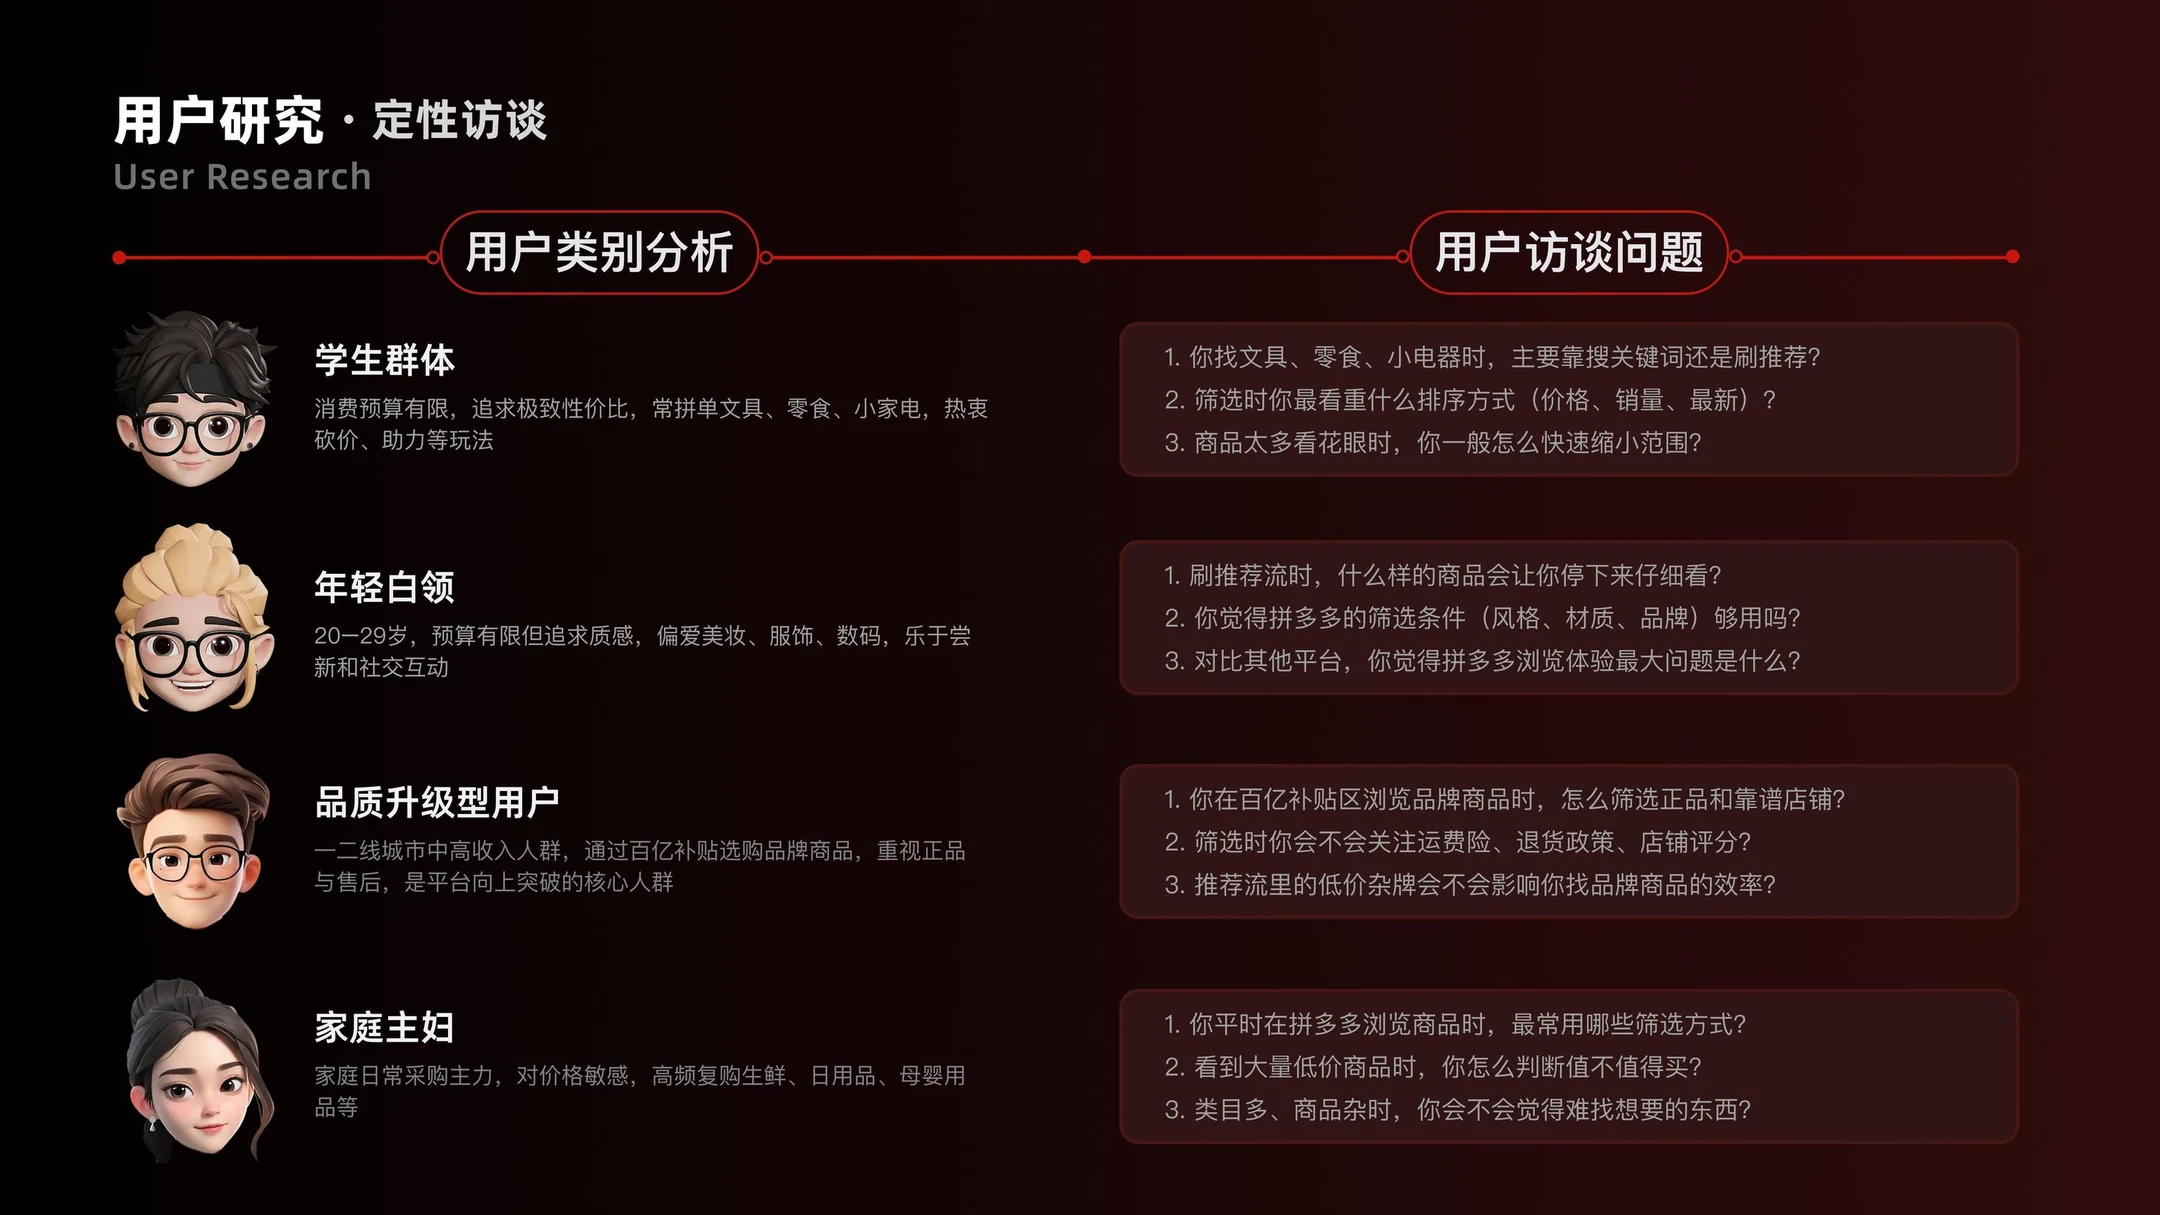 用户研究 · 定性访谈
User Research
用户类别分析
用户访谈问题
学生群体
消费预算有限，追求极致性价比，常拼单文具、零食、小家电，热衷
砍价、助力等玩法
1. 你找文具、零食、小电器时，主要靠搜关键词还是刷推荐？
2. 筛选时你最看重什么排序方式（价格、销量、最新）？
3. 商品太多看花眼时，你一般怎么快速缩小范围？
年轻白领
20—29岁，预算有限但追求质感，偏爱美妆、服饰、数码，乐于尝
新和社交互动
1. 刷推荐流时，什么样的商品会让你停下来仔细看？
2. 你觉得拼多多的筛选条件（风格、材质、品牌）够用吗？
3. 对比其他平台，你觉得拼多多浏览体验最大问题是什么？
品质升级型用户
一二线城市中高收入人群，通过百亿补贴选购品牌商品，重视正品
与售后，是平台向上突破的核心人群
1. 你在百亿补贴区浏览品牌商品时，怎么筛选正品和靠谱店铺？
2. 筛选时你会不会关注运费险、退货政策、店铺评分？
3. 推荐流里的低价杂牌会不会影响你找品牌商品的效率？
家庭主妇
家庭日常采购主力，对价格敏感，高频复购生鲜、日用品、母婴用
品等
1. 你平时在拼多多浏览商品时，最常用哪些筛选方式？
2. 看到大量低价商品时，你怎么判断值不值得买？
3. 类目多、商品杂时，你会不会觉得难找想要的东西？